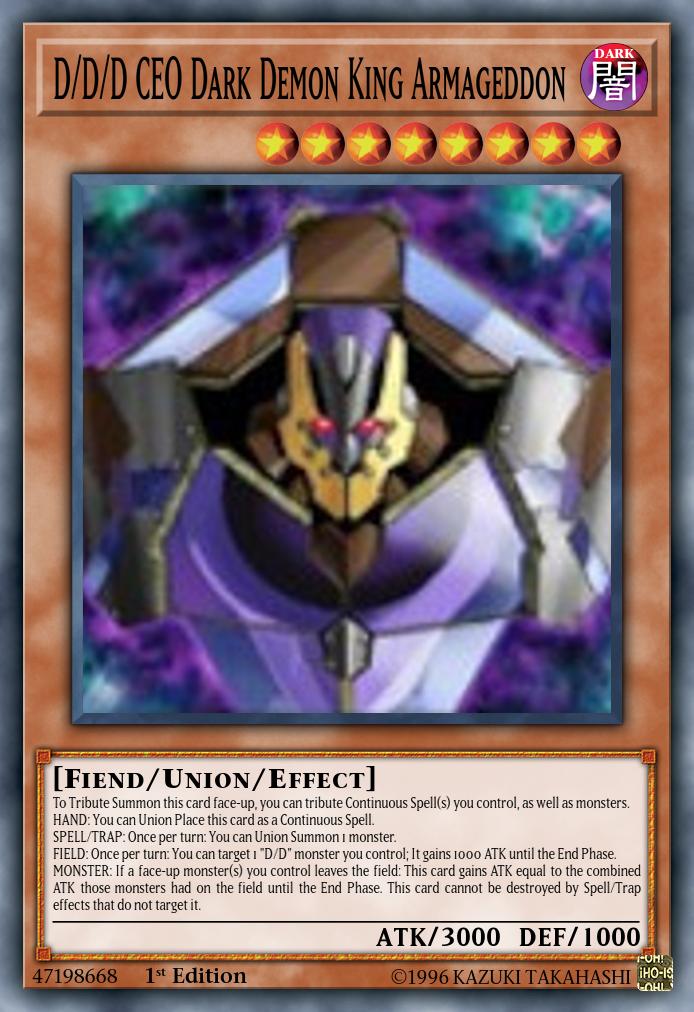 D/D/D CEO Dark Demon King Armageddon
DARK
闇
[Fiend/Union/Effect]
To Tribute Summon this card face-up, you can tribute Continuous Spell(s) you control, as well as monsters.
HAND: You can Union Place this card as a Continuous Spell.
SPELL/TRAP: Once per turn: You can Union Summon 1 monster.
FIELD: Once per turn: You can target 1 "D/D" monster you control; It gains 1000 ATK until the End Phase.
MONSTER: If a face-up monster(s) you control leaves the field: This card gains ATK equal to the combined
ATK those monsters had on the field until the End Phase. This card cannot be destroyed by Spell/Trap
effects that do not target it.
ATK/3000 DEF/1000
47198668 1st Edition ©1996 KAZUKI TAKAHASHI